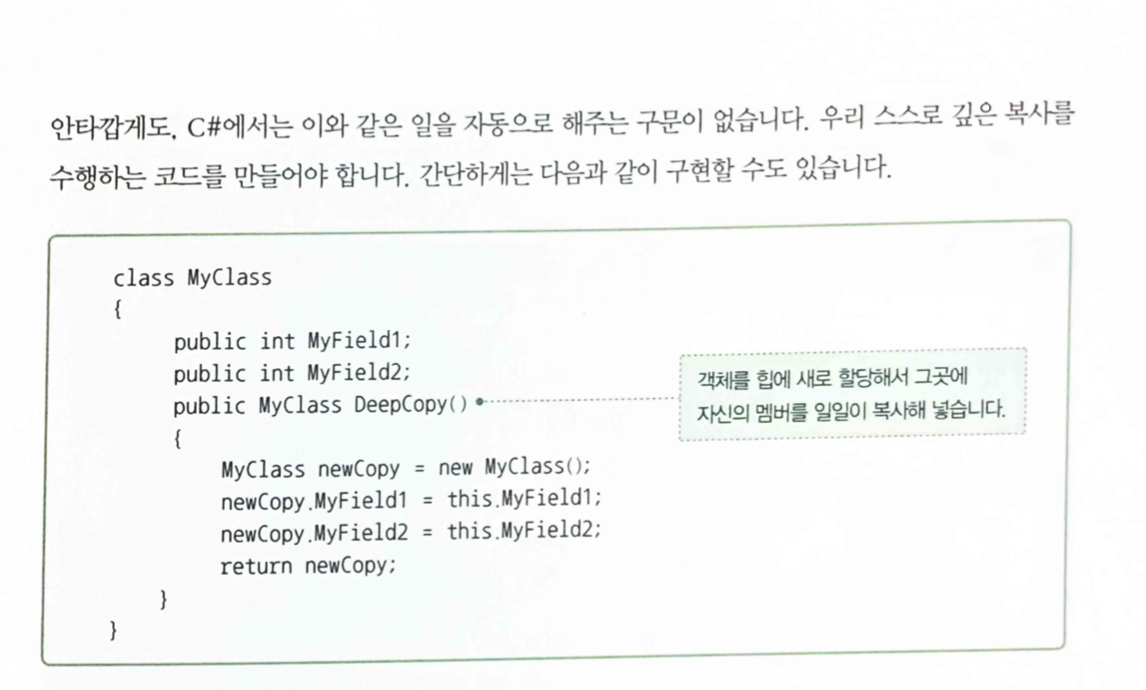 안타깝게도, C#에서는 이와 같은 일을 자동으로 해주는 구문이 없습니다. 우리 스스로 깊은 복사를
수행하는 코드를 만들어야 합니다. 간단하게는 다음과 같이 구현할 수도 있습니다.
class MyClass
{
public int MyField1;
public int MyField2;
public MyClass DeepCopy()
객체를 힙에 새로 할당해서 그곳에
자신의 멤버를 일일이 복사해 넣습니다.
{
MyClass newCopy = new MyClass();
newCopy.MyField1 = this.MyField1;
newCopy.MyField2 = this.MyField2;
return newCopy;
}
}